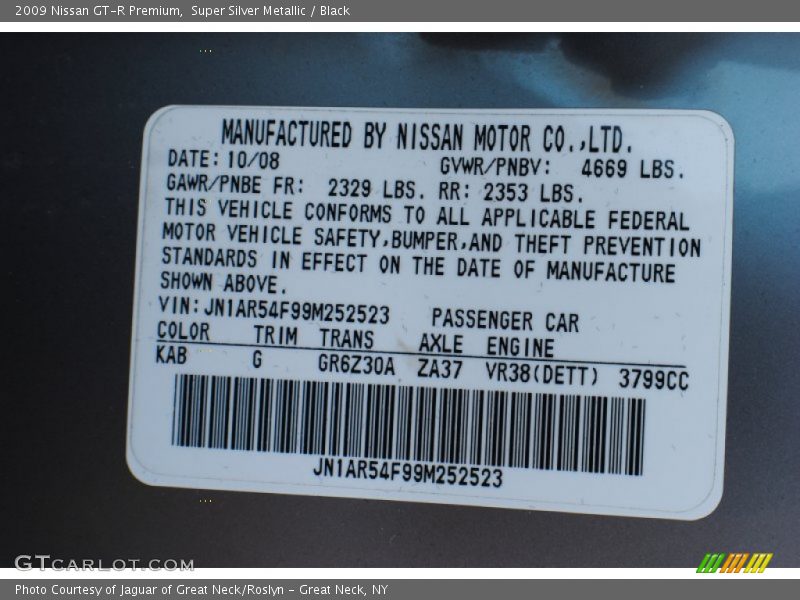 2009 Nissan GT-R Premium,  Super Silver Metallic / Black
MANUFACTURED BY NISSAN MOTOR CO.,LTD.
DATE: 10/08 GVWR/PNBV: 4669 LBS.
GAWR/PNBE FR: 2329 LBS. RR: 2353 LBS.
THIS VEHICLE CONFORMS TO ALL APPLICABLE FEDERAL
MOTOR VEHICLE SAFETY,BUMPER,AND THEFT PREVENTION
STANDARDS IN EFFECT ON THE DATE OF MANUFACTURE
SHOWN ABOVE.
VIN: JN1AR54F99M252523 PASSENGER CAR
COLOR TRIM TRANS AXLE ENGINE
KAB G GR6Z30A ZA37 VR38(DETT) 3799CC
JN1AR54F99M252523
GTCARLOT.COM
Photo Courtesy of Jaguar of Great Neck/Roslyn - Great Neck, NY